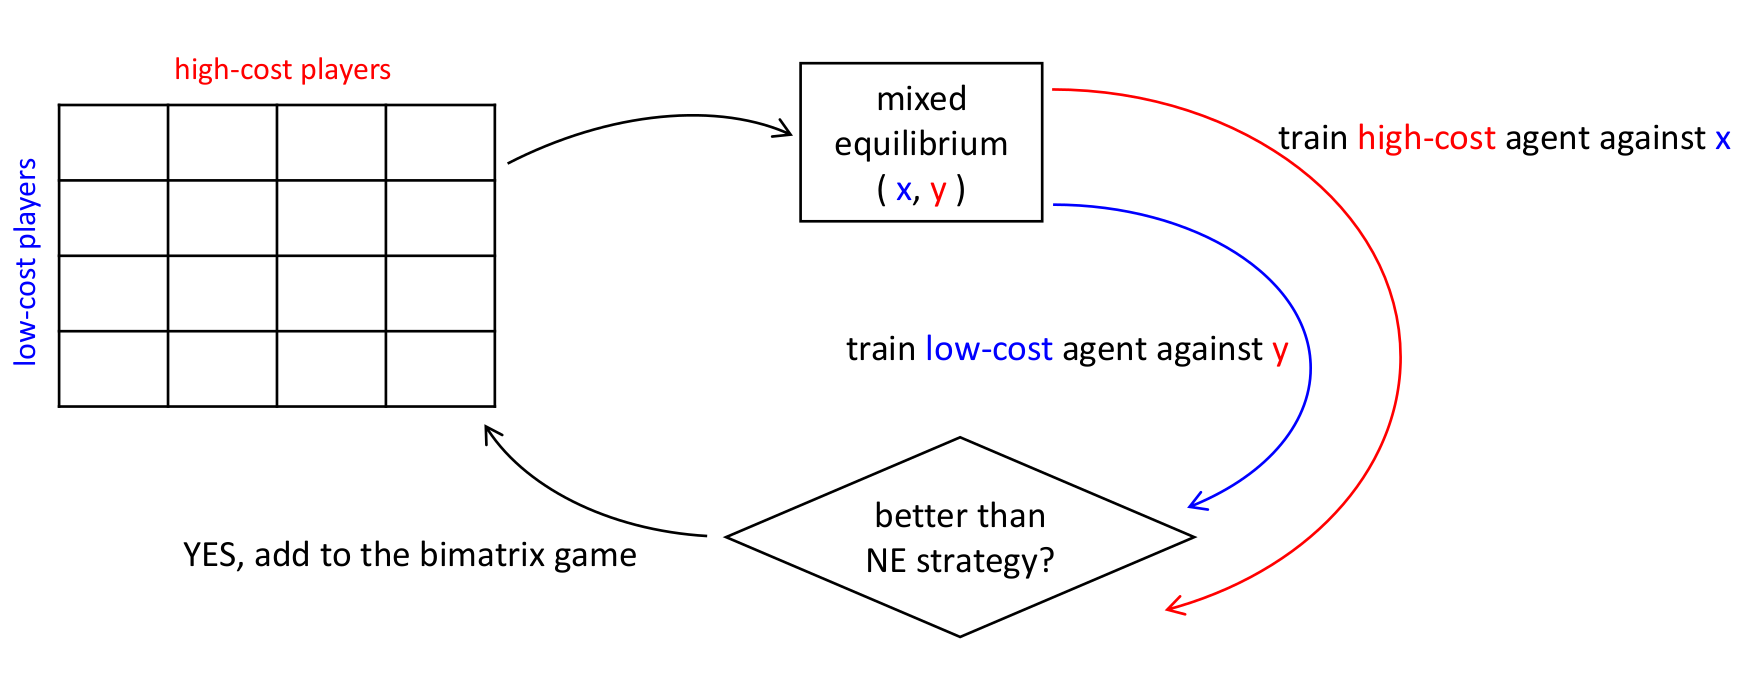 high-cost players
low-cost players
mixed
equilibrium
( x, y )
train high-cost agent against x
train low-cost agent against y
better than
NE strategy?
YES, add to the bimatrix game